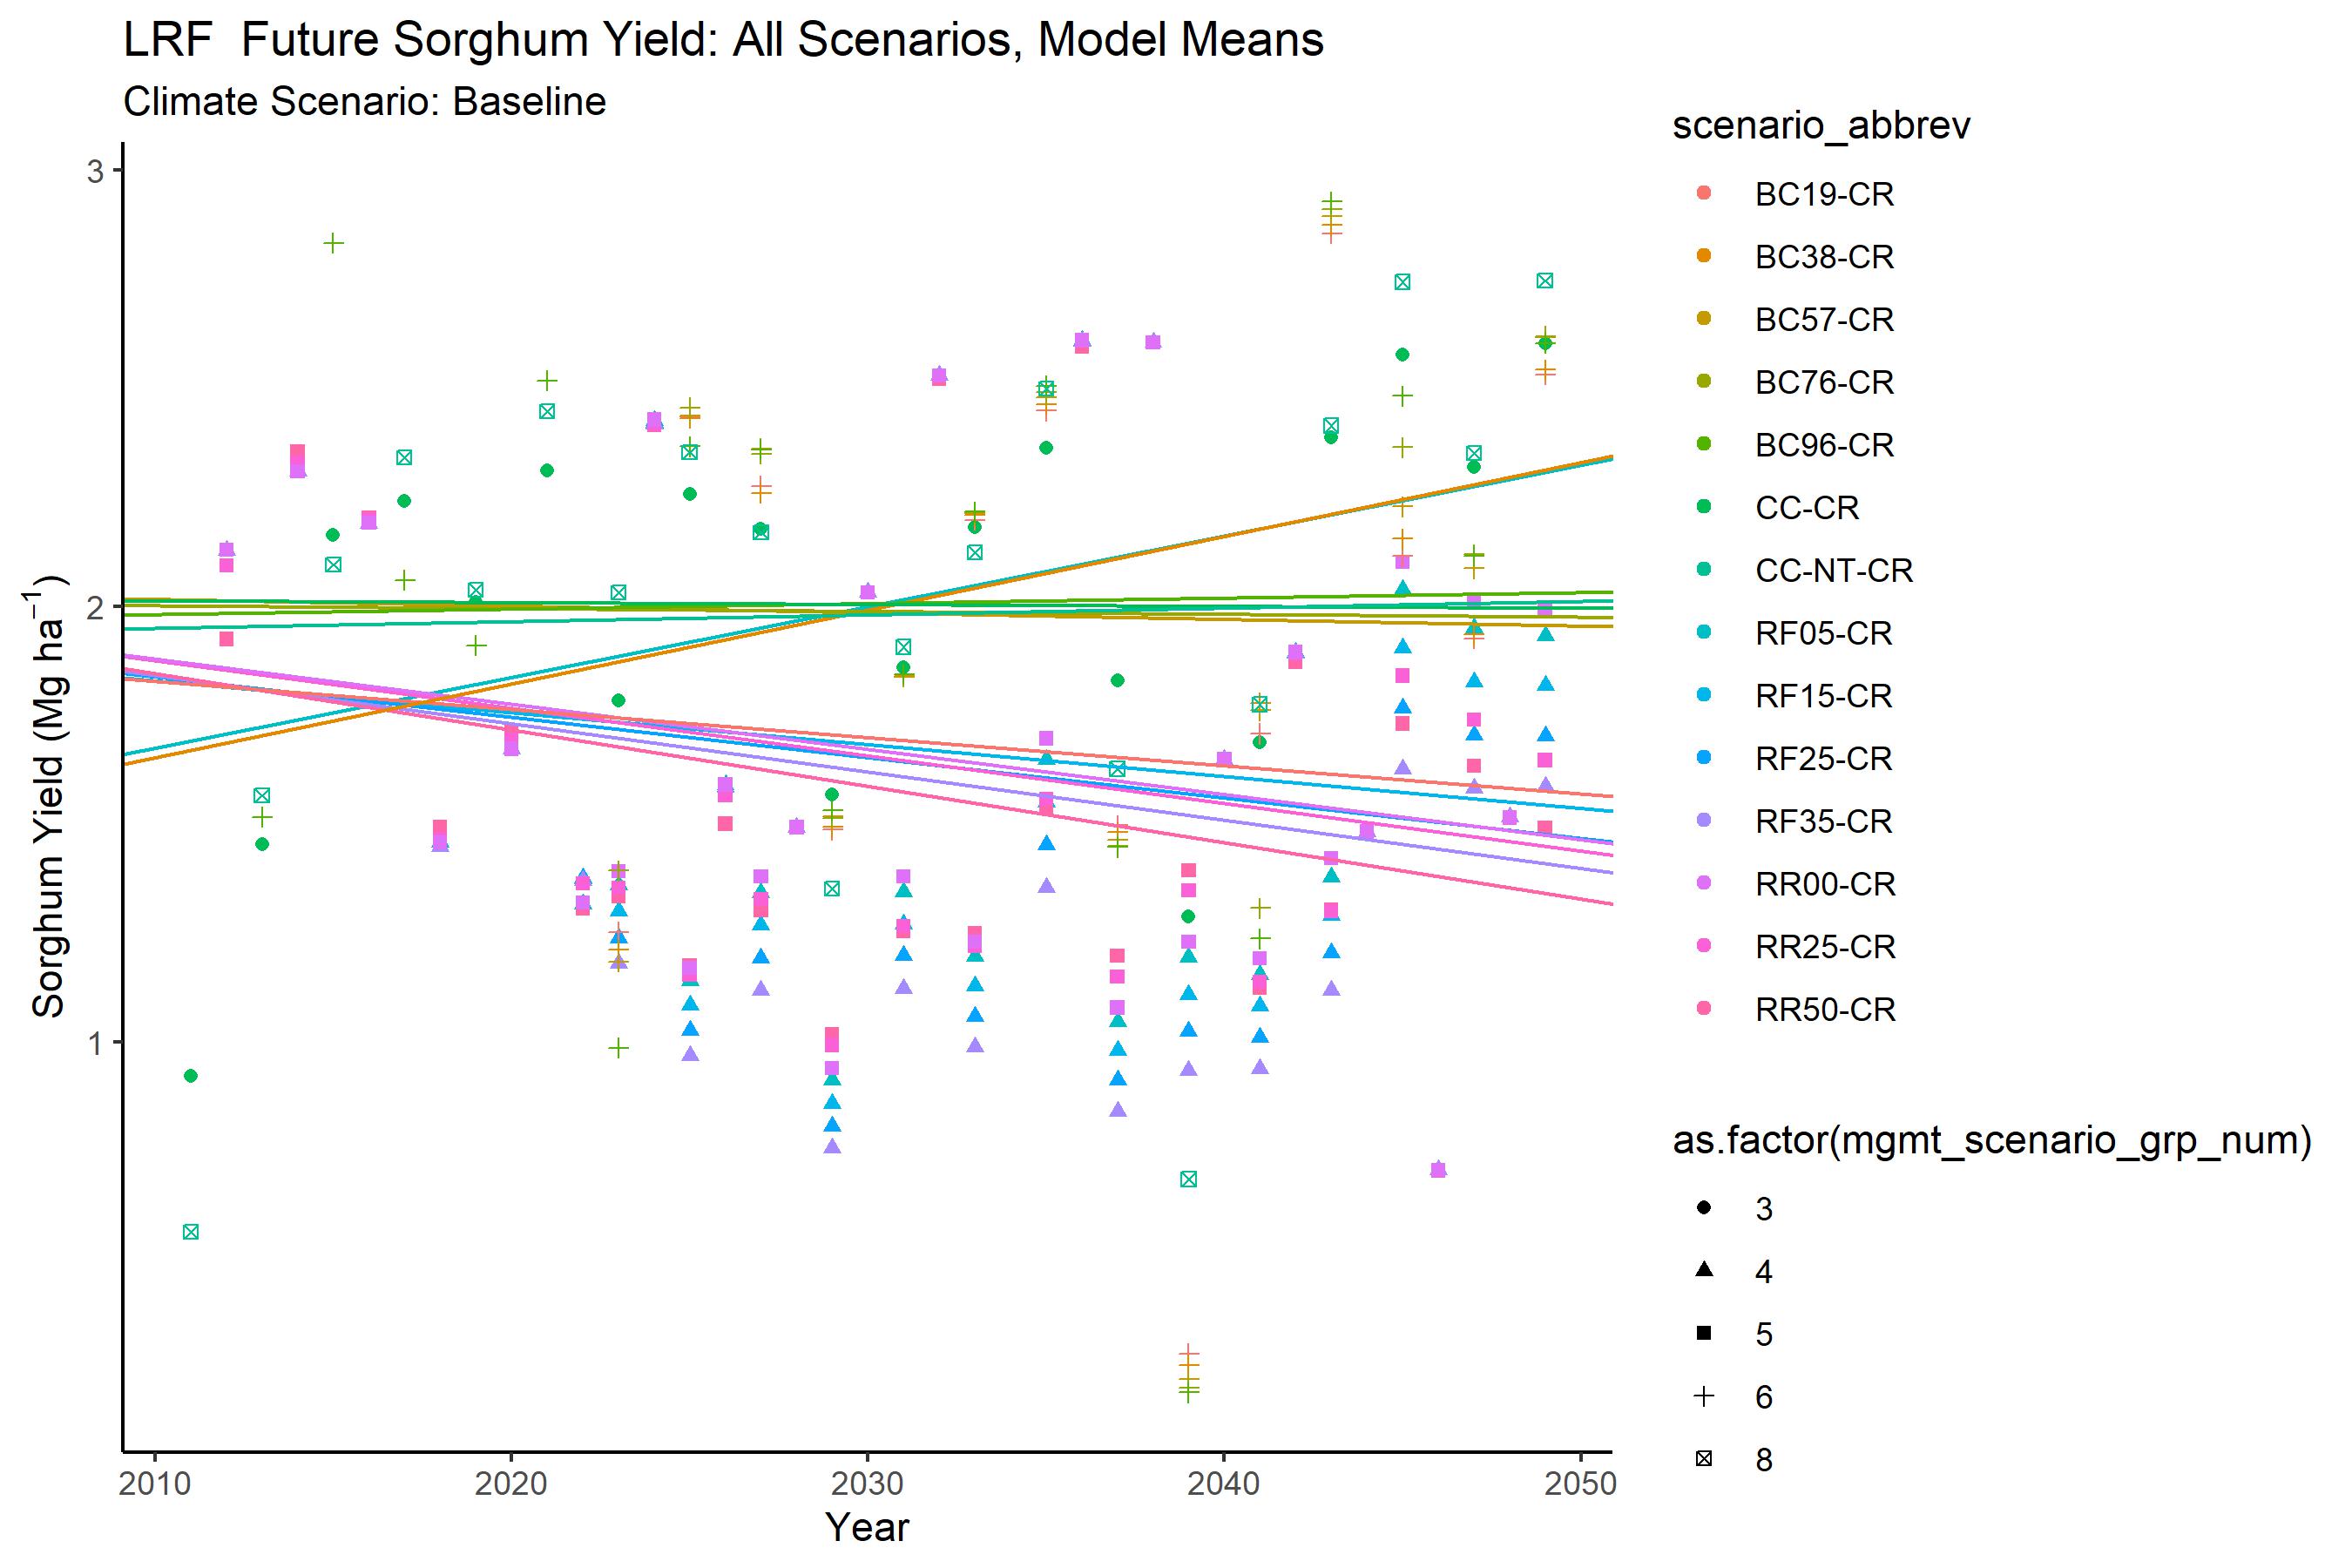 LRF  Future Sorghum Yield: All Scenarios, Model Means
Climate Scenario: Baseline
Sorghum Yield (Mg ha⁻¹)
3
2
1
2010
2020
2030
2040
2050
Year
scenario_abbrev
BC19-CR
BC38-CR
BC57-CR
BC76-CR
BC96-CR
CC-CR
CC-NT-CR
RF05-CR
RF15-CR
RF25-CR
RF35-CR
RR00-CR
RR25-CR
RR50-CR
as.factor(mgmt_scenario_grp_num)
3
4
5
6
8